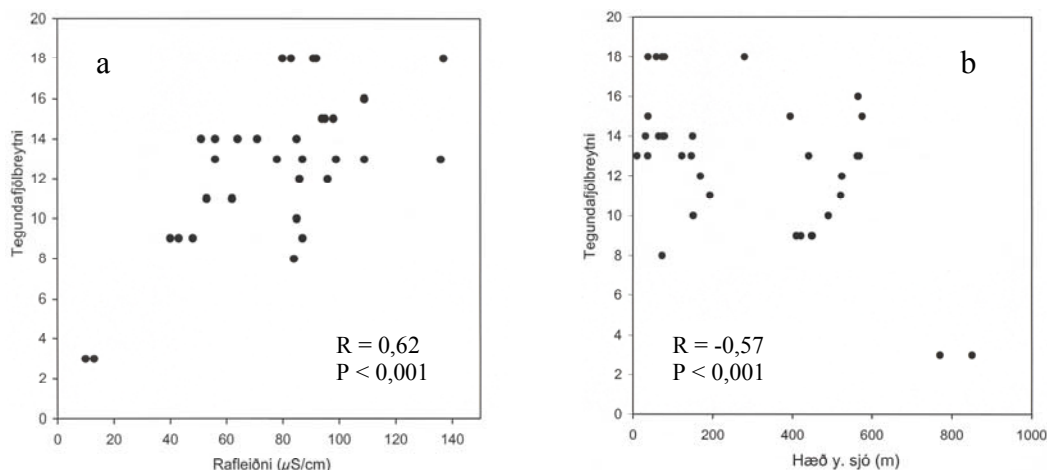 a
Tegundafjölbreytni
20
18
16
14
12
10
8
6
4
2
0
R = 0,62
P < 0,001
0 20 40 60 80 100 120 140
Rafleiðni (µS/cm)
b
Tegundafjölbreytni
20
18
16
14
12
10
8
6
4
2
0
R = -0,57
P < 0,001
0 200 400 600 800 1000
Hæð y. sjó (m)